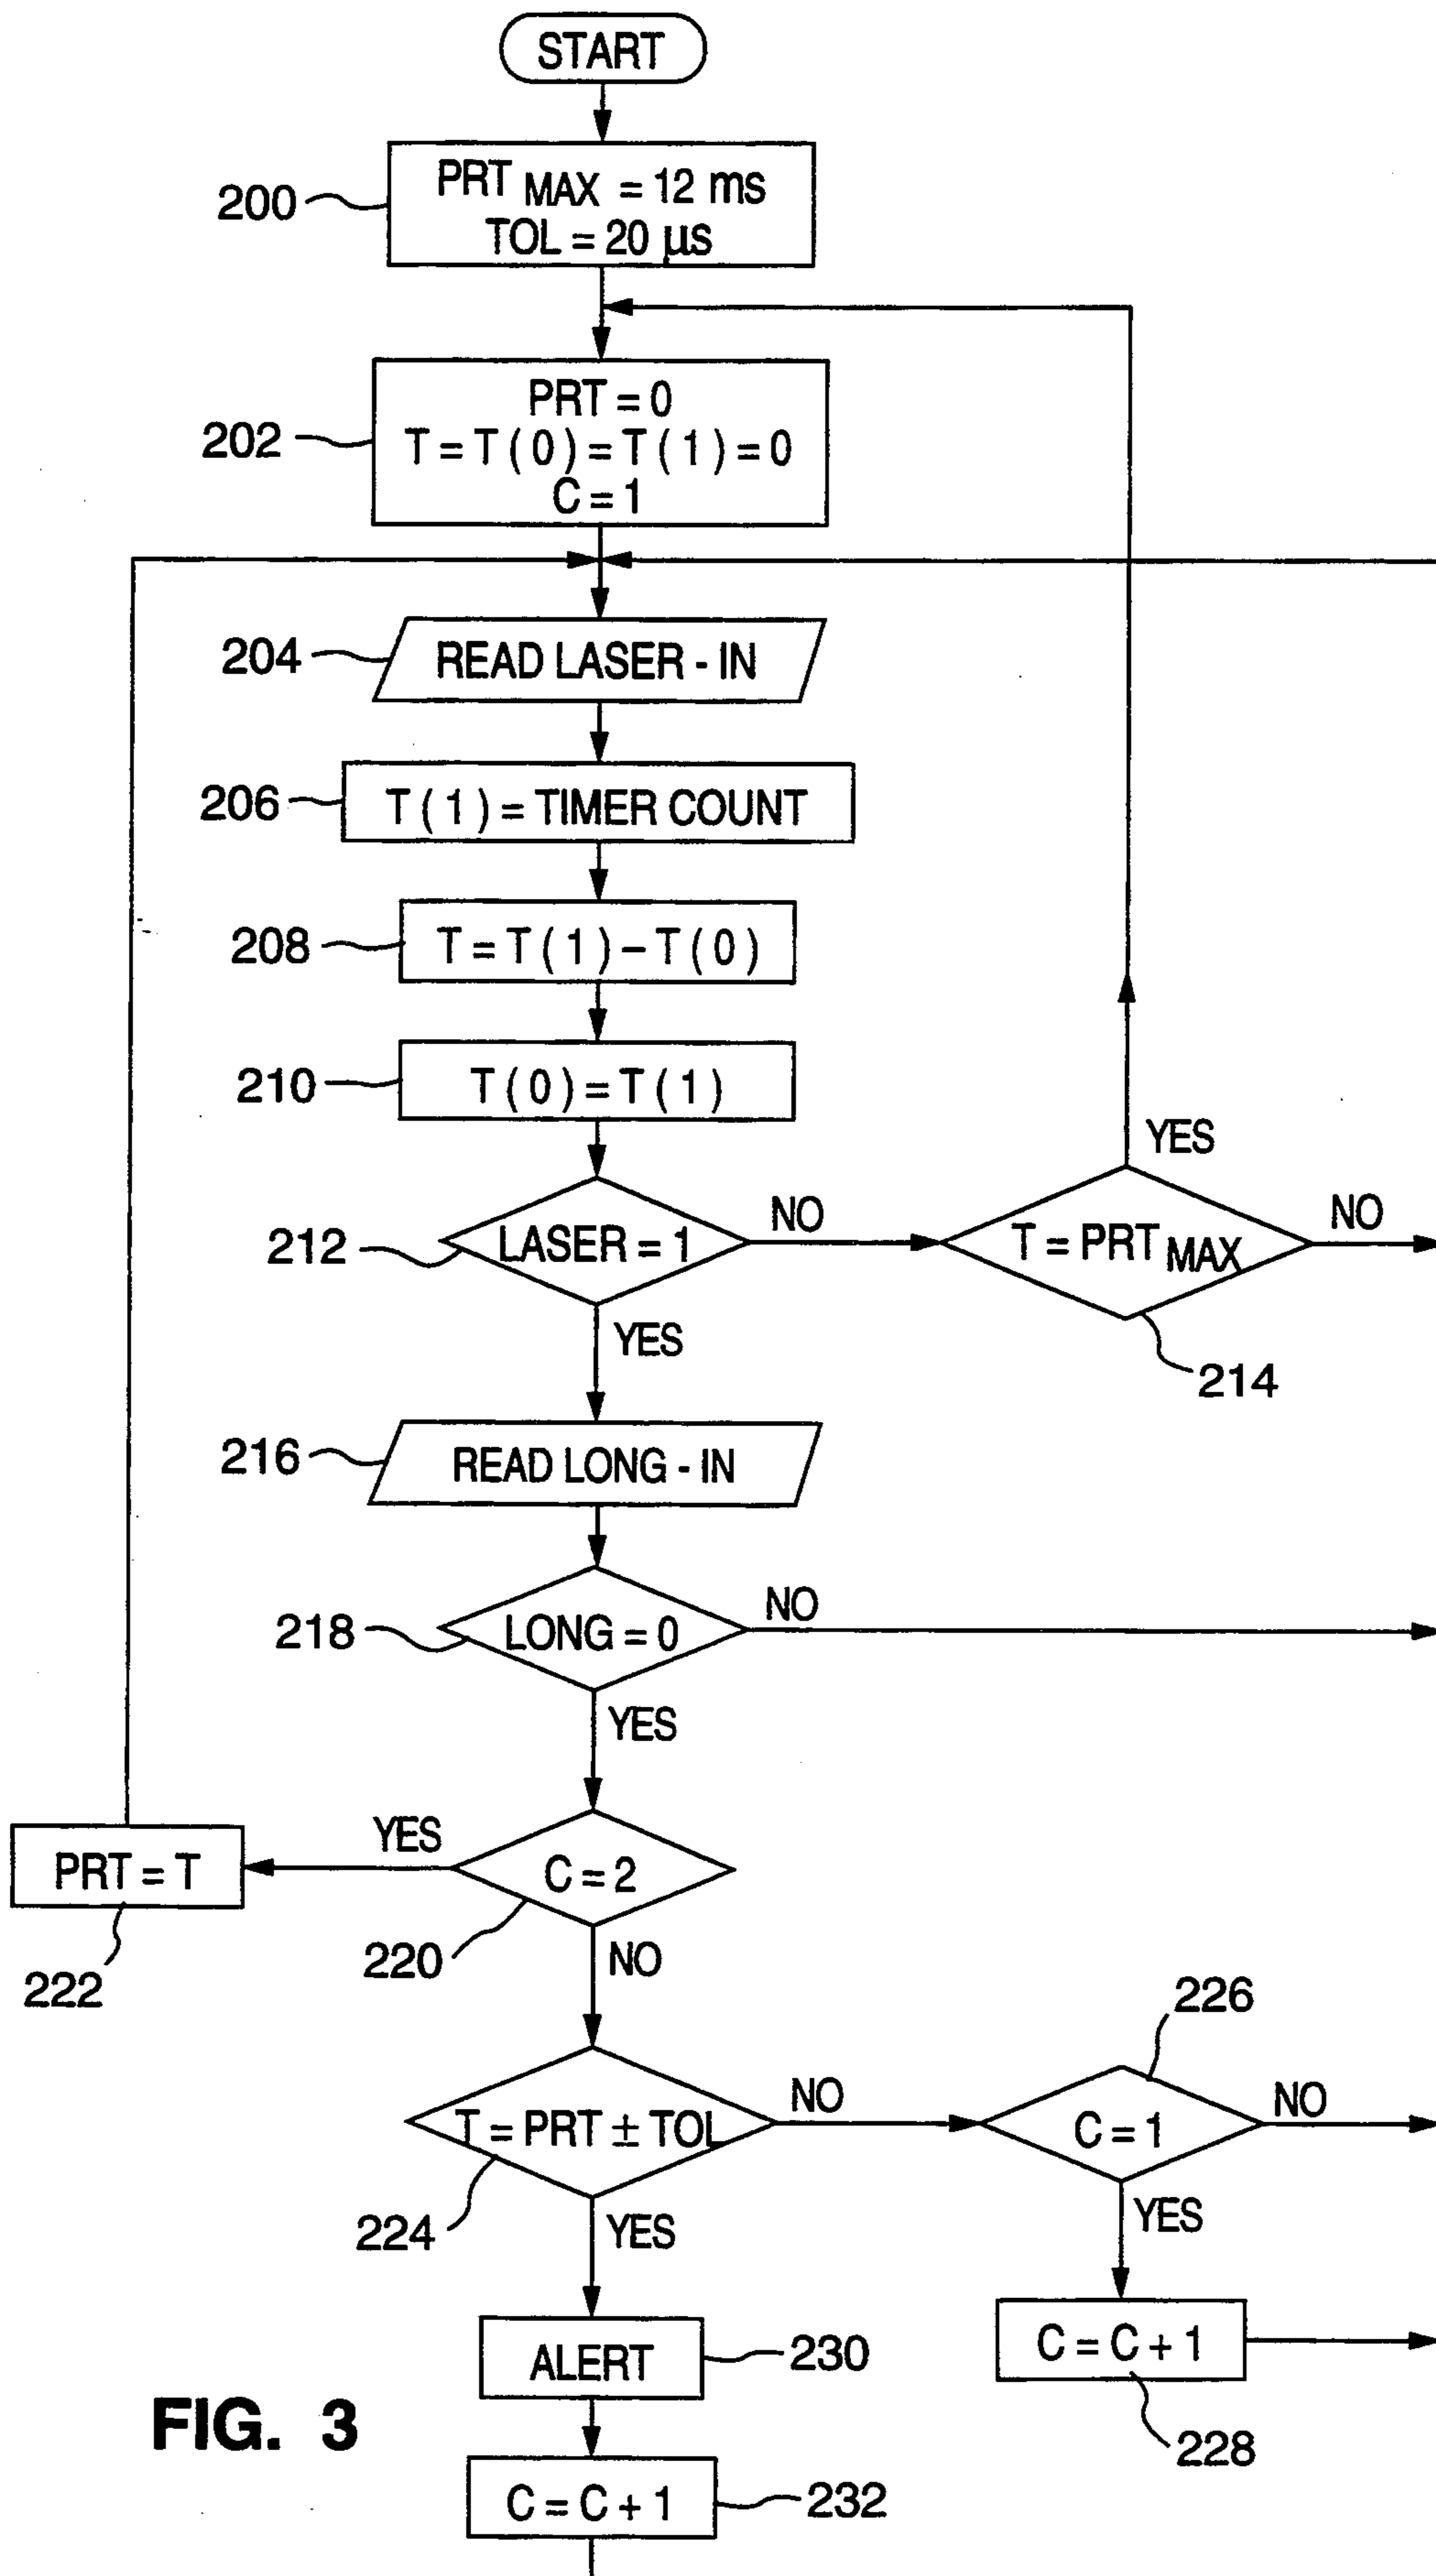 START
200
PRT MAX = 12 ms
TOL = 20 µs
202
PRT = 0
T = T ( 0 ) = T ( 1 ) = 0
C = 1
204
READ LASER - IN
206
T ( 1 ) = TIMER COUNT
208
T = T ( 1 ) – T ( 0 )
210
T ( 0 ) = T ( 1 )
YES
212
LASER = 1
NO
T = PRT MAX
NO
YES
214
216
READ LONG - IN
218
LONG = 0
NO
YES
PRT = T
YES
C = 2
222
220
NO
226
T = PRT ± TOL
NO
C = 1
NO
224
YES
YES
ALERT
230
C = C + 1
FIG. 3
228
C = C + 1
232